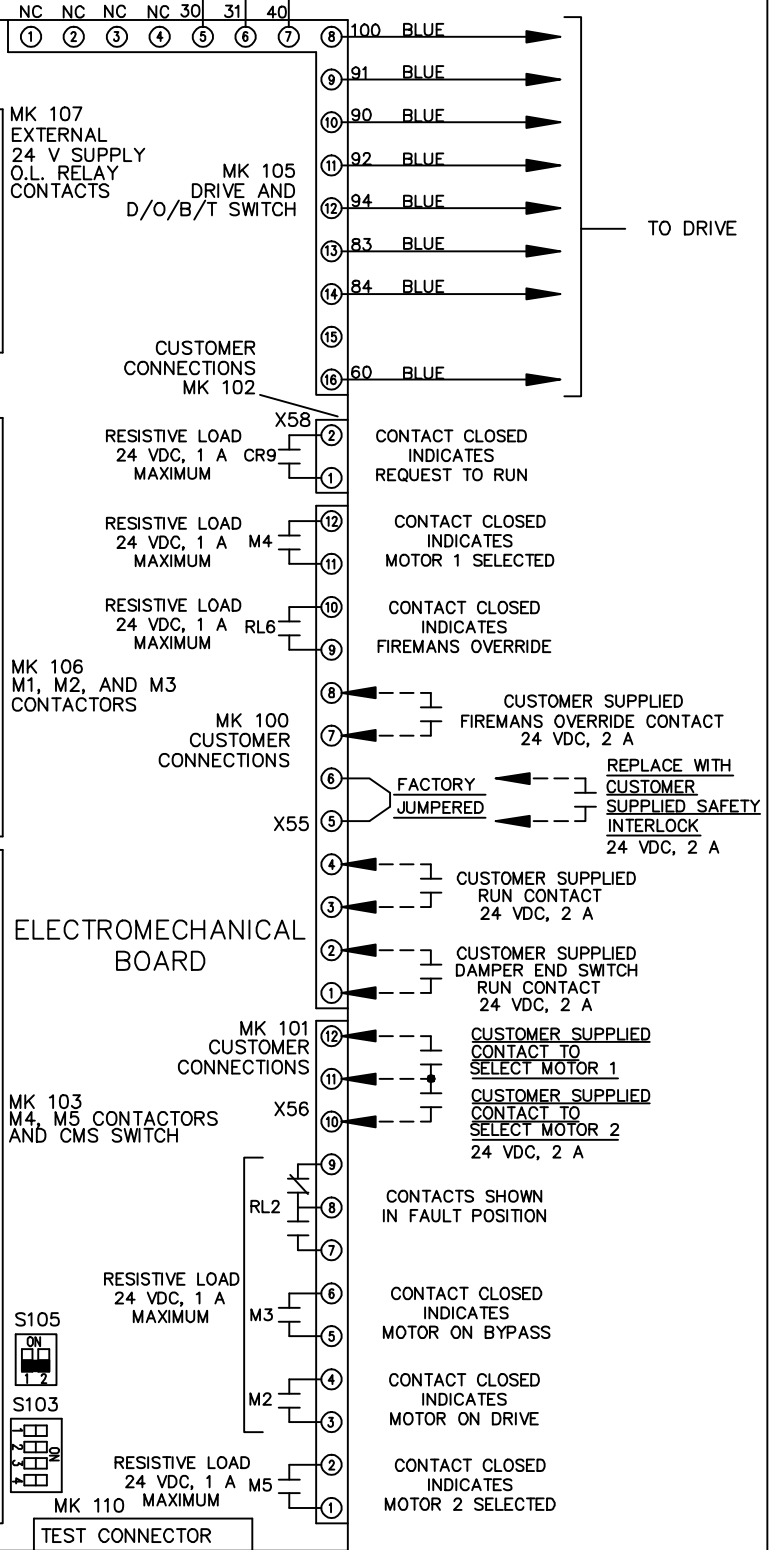 NC NC NC NC 30 31 40
1 2 3 4 5 6 7 8 100 BLUE
9 91 BLUE
10 90 BLUE
11 92 BLUE
12 94 BLUE
13 83 BLUE
14 84 BLUE
15
16 60 BLUE
TO DRIVE
MK 107
EXTERNAL
24 V SUPPLY
O.L. RELAY
CONTACTS
MK 105
DRIVE AND
D/O/B/T SWITCH
CUSTOMER
CONNECTIONS
MK 102
X58
RESISTIVE LOAD
24 VDC, 1 A
MAXIMUM
CR9
2
1
CONTACT CLOSED
INDICATES
REQUEST TO RUN
RESISTIVE LOAD
24 VDC, 1 A
MAXIMUM
M4
12
11
CONTACT CLOSED
INDICATES
MOTOR 1 SELECTED
RESISTIVE LOAD
24 VDC, 1 A
MAXIMUM
RL6
10
9
CONTACT CLOSED
INDICATES
FIREMANS OVERRIDE
MK 106
M1, M2, AND M3
CONTACTORS
MK 100
CUSTOMER
CONNECTIONS
8
7
CUSTOMER SUPPLIED
FIREMANS OVERRIDE CONTACT
24 VDC, 2 A
X55
6
5
FACTORY
JUMPERED
REPLACE WITH
CUSTOMER
SUPPLIED SAFETY
INTERLOCK
24 VDC, 2 A
4
3
CUSTOMER SUPPLIED
RUN CONTACT
24 VDC, 2 A
ELECTROMECHANICAL
BOARD
2
1
CUSTOMER SUPPLIED
DAMPER END SWITCH
RUN CONTACT
24 VDC, 2 A
MK 101
CUSTOMER
CONNECTIONS
X56
12
11
10
CUSTOMER SUPPLIED
CONTACT TO
SELECT MOTOR 1
CUSTOMER SUPPLIED
CONTACT TO
SELECT MOTOR 2
24 VDC, 2 A
MK 103
M4, M5 CONTACTORS
AND CMS SWITCH
RL2
9
8
7
CONTACTS SHOWN
IN FAULT POSITION
RESISTIVE LOAD
24 VDC, 1 A
MAXIMUM
M3
6
5
CONTACT CLOSED
INDICATES
MOTOR ON BYPASS
S105
ON
1 2
M2
4
3
CONTACT CLOSED
INDICATES
MOTOR ON DRIVE
S103
1
2
3
4
ON
RESISTIVE LOAD
24 VDC, 1 A
MAXIMUM
M5
2
1
CONTACT CLOSED
INDICATES
MOTOR 2 SELECTED
MK 110
TEST CONNECTOR